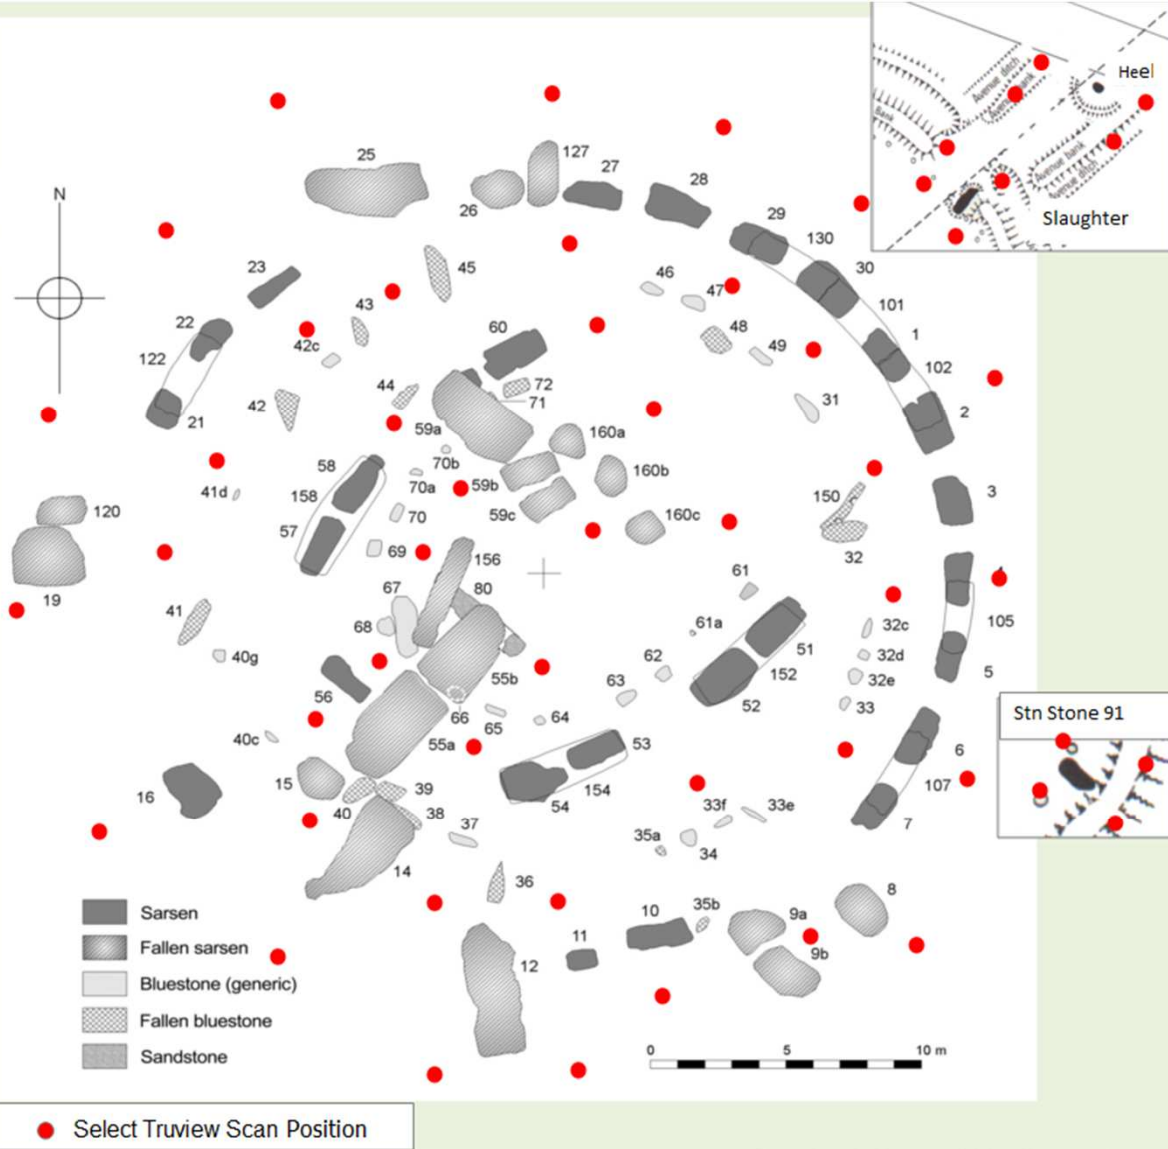 Heel
Avenue ditch
Avenue bank
Bank
Avenue bank
Avenue ditch
Slaughter
N
25
127
27
28
26
29
130
30
101
1
102
2
23
45
46
47
43
22
48
49
42c
60
122
72
71
44
31
42
21
59a
160a
58
70b
160b
41d
158
70a
59b
150
3
120
59c
160c
57
70
32
69
156
4
61
19
67
80
105
41
61a
32c
68
51
40g
62
32d
55b
152
5
56
63
32e
52
66
64
33
Stn Stone 91
65
40c
55a
53
6
15
154
107
16
39
54
33f
33e
40
38
37
35a
7
34
14
36
8
35b
10
9a
Sarsen
11
9b
Fallen sarsen
12
Bluestone (generic)
Fallen bluestone
Sandstone
0 5 10 m
Select Truview Scan Position